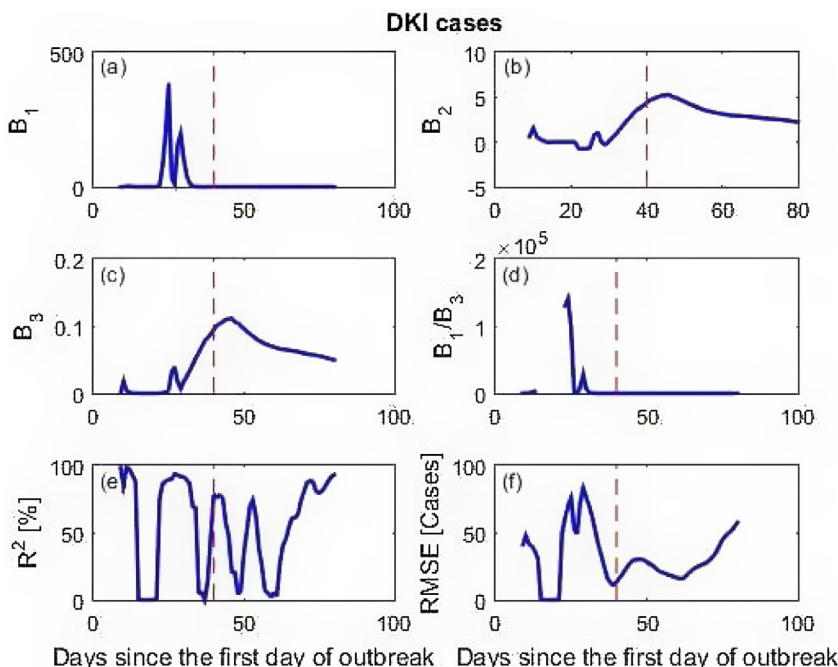 DKI cases
(a)
B1
500
0
0
50
100
(b)
B2
10
5
0
-5
0
20
40
60
80
(c)
B3
0.2
0.1
0
0
50
100
(d)
× 10^5
B1/B3
2
1
0
0
50
100
(e)
R2 [%]
100
50
0
0
50
100
(f)
RMSE [Cases]
100
50
0
0
50
100
Days since the first day of outbreak
Days since the first day of outbreak